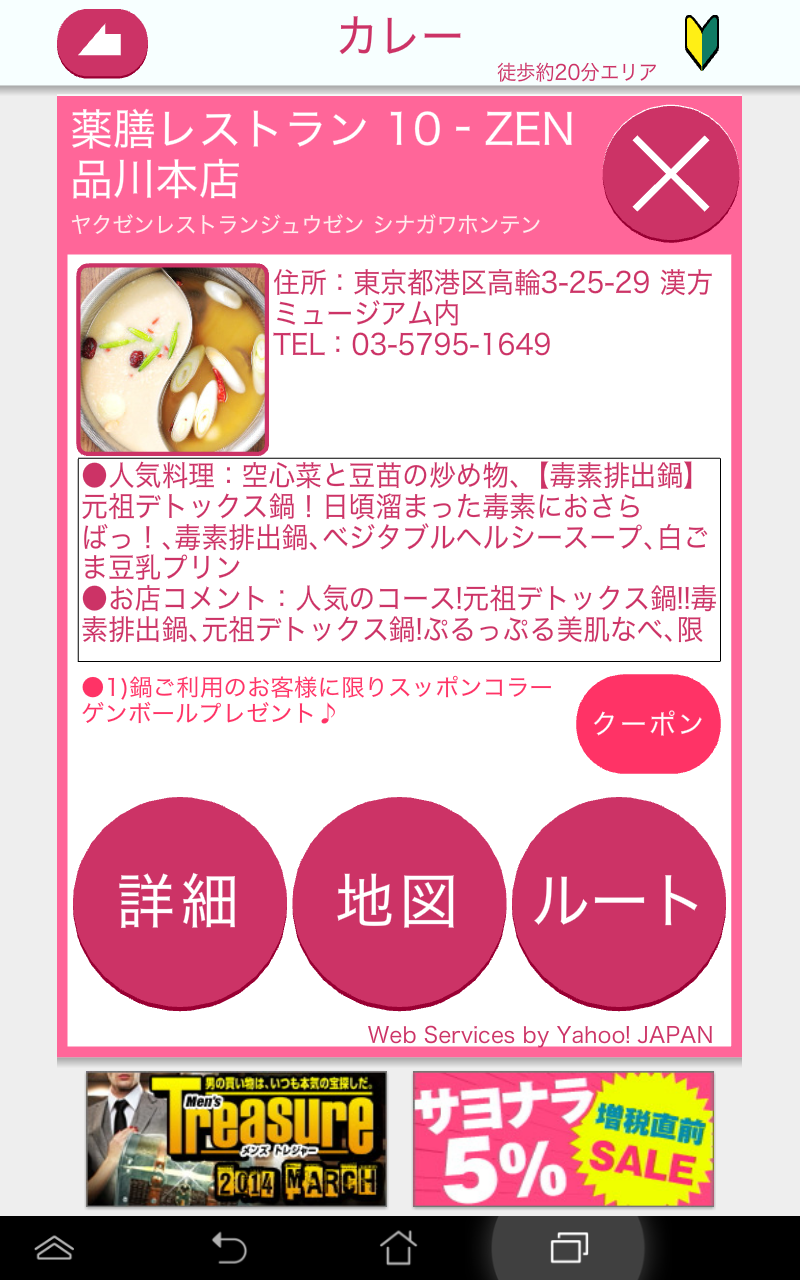 カレー
徒歩約20分エリア
薬膳レストラン 10 - ZEN
品川本店
ヤクゼンレストランジュウゼン シナガワホンテン
住所：東京都港区高輪3-25-29 漢方
ミュージアム内
TEL：03-5795-1649
●人気料理：空心菜と豆苗の炒め物、【毒素排出鍋】
元祖デトックス鍋！日頃溜まった毒素におさら
ばっ！、毒素排出鍋、ベジタブルヘルシースープ、白ご
ま豆乳プリン
●お店コメント：人気のコース!元祖デトックス鍋!!毒
素排出鍋、元祖デトックス鍋!ぷるっぷる美肌なべ、限
●1)鍋ご利用のお客様に限りスッポンコラー
ゲンボールプレゼント♪
クーポン
詳細
地図
ルート
Web Services by Yahoo! JAPAN
男の買い物は、いつも本気の宝探しだ。
Men's
Treasure
メンズ トレジャー
2014 MARCH
サヨナラ
5%
増税直前
SALE